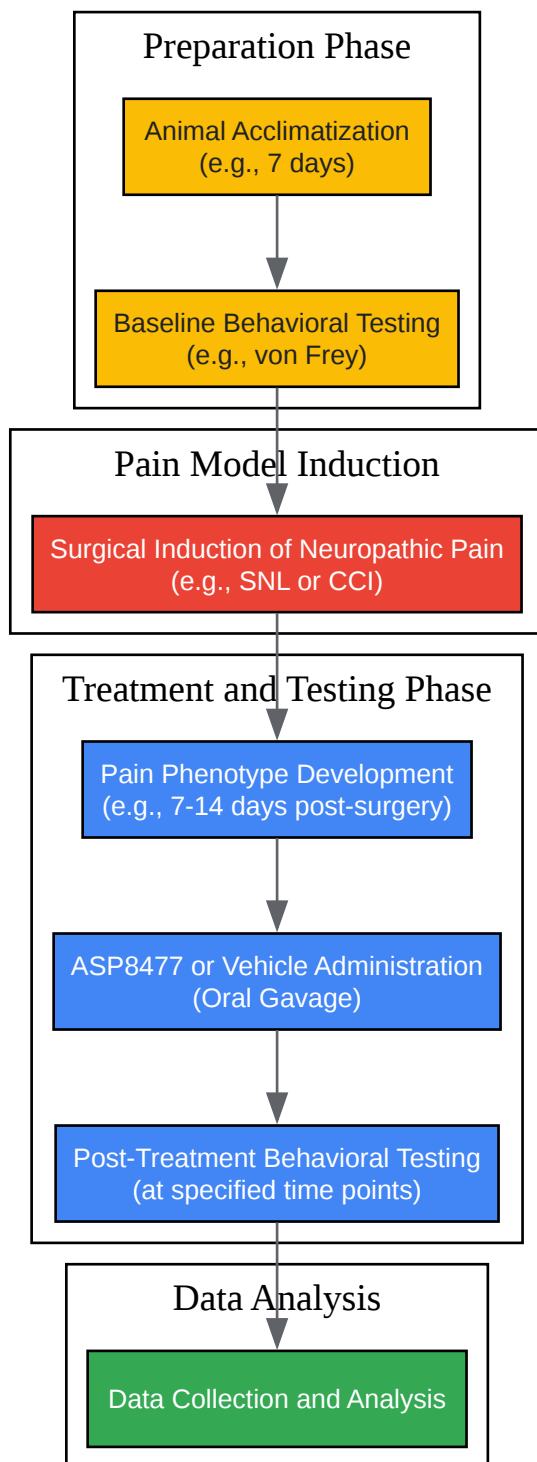 Preparation Phase
Animal Acclimatization
(e.g., 7 days)
Baseline Behavioral Testing
(e.g., von Frey)
Pain Model Induction
Surgical Induction of Neuropathic Pain
(e.g., SNL or CCI)
Treatment and Testing Phase
Pain Phenotype Development
(e.g., 7-14 days post-surgery)
ASP8477 or Vehicle Administration
(Oral Gavage)
Post-Treatment Behavioral Testing
(at specified time points)
Data Analysis
Data Collection and Analysis